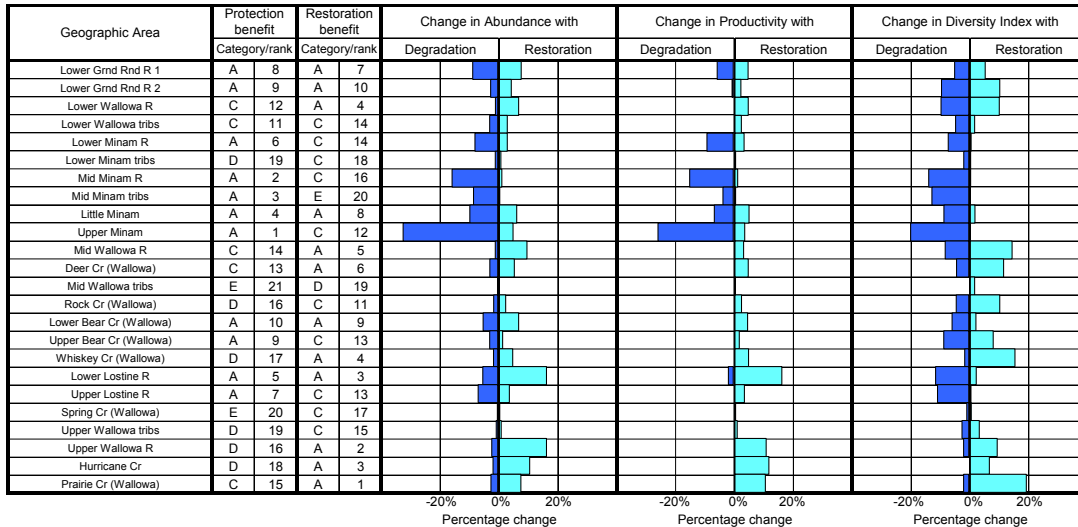 Geographic Area Protection benefit Restoration benefit Change in Abundance with Change in Productivity with Change in Diversity Index with
Category/rank Category/rank Degradation Restoration Degradation Restoration Degradation Restoration
Lower Grnd Rnd R 1 A 8 A 7
Lower Grnd Rnd R 2 A 9 A 10
Lower Wallowa R C 12 A 4
Lower Wallowa tribs C 11 C 14
Lower Minam R A 6 C 14
Lower Minam tribs D 19 C 18
Mid Minam R A 2 C 16
Mid Minam tribs A 3 E 20
Little Minam A 4 A 8
Upper Minam A 1 C 12
Mid Wallowa R C 14 A 5
Deer Cr (Wallowa) C 13 A 6
Mid Wallowa tribs E 21 D 19
Rock Cr (Wallowa) D 16 C 11
Lower Bear Cr (Wallowa) A 10 A 9
Upper Bear Cr (Wallowa) A 9 C 13
Whiskey Cr (Wallowa) D 17 A 4
Lower Lostine R A 5 A 3
Upper Lostine R A 7 C 13
Spring Cr (Wallowa) E 20 C 17
Upper Wallowa tribs D 19 C 15
Upper Wallowa R D 16 A 2
Hurricane Cr D 18 A 3
Prairie Cr (Wallowa) C 15 A 1
-20% 0% 20% -20% 0% 20% -20% 0% 20%
Percentage change Percentage change Percentage change